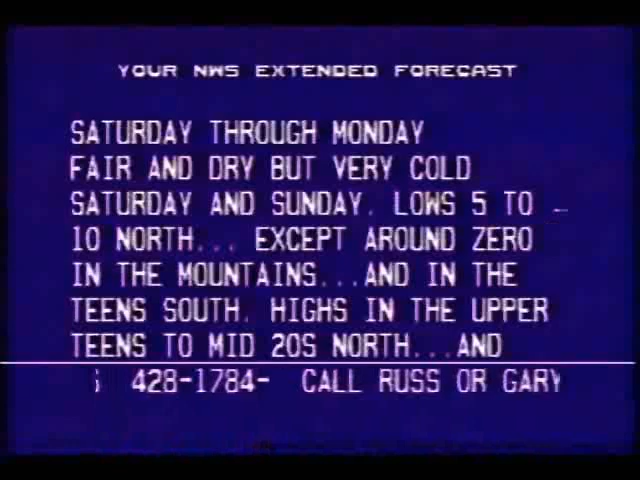 YOUR NWS EXTENDED FORECAST
SATURDAY THROUGH MONDAY
FAIR AND DRY BUT VERY COLD
SATURDAY AND SUNDAY. LOWS 5 TO
10 NORTH... EXCEPT AROUND ZERO
IN THE MOUNTAINS...AND IN THE
TEENS SOUTH. HIGHS IN THE UPPER
TEENS TO MID 20S NORTH...AND
428-1784- CALL RUSS OR GARY